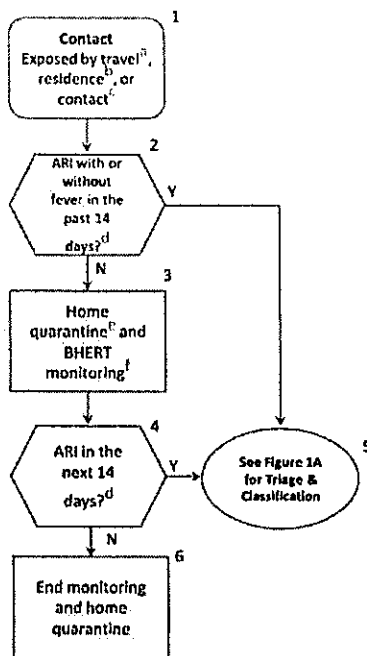 1
Contact
Exposed by travel a,
residence b, or
contact c
2
ARI with or
without
fever in the
past 14
days? d
Y
N
3
Home
quarantine e and
BHERT
monitoring f
4
ARI in the
next 14
days? d
Y
N
5
See Figure 1A
for Triage &
Classification
6
End monitoring
and home
quarantine